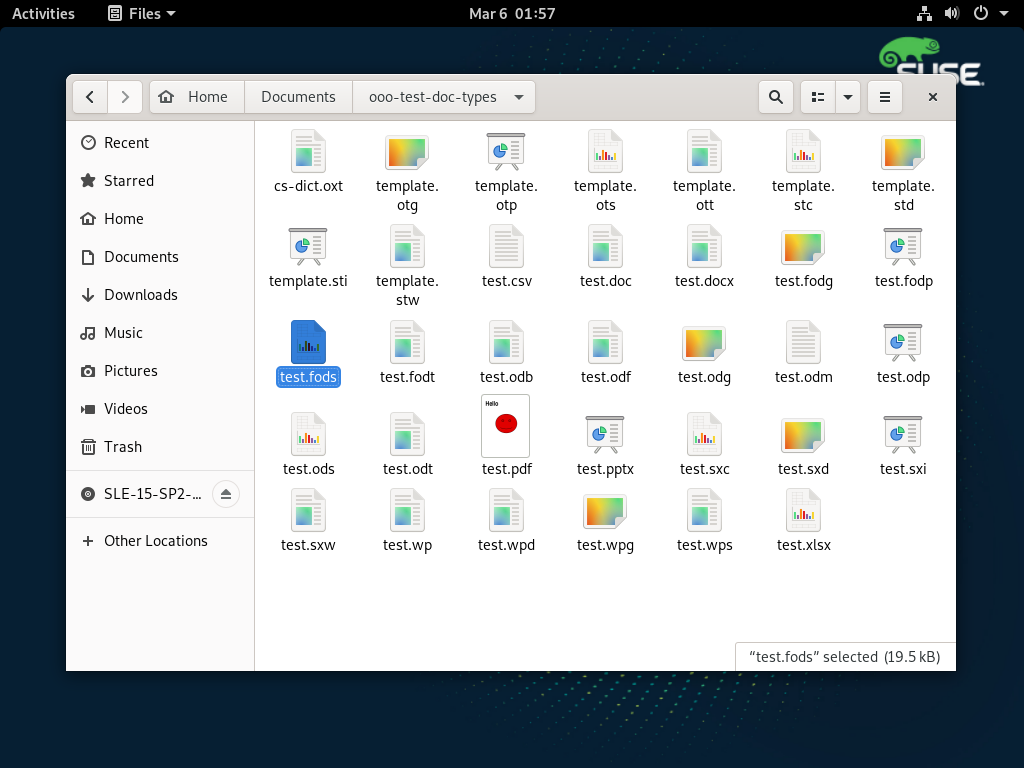 Activities Files Mar 6 01:57
SUSE
Home Documents ooo-test-doc-types
Recent
Starred
Home
Documents
Downloads
Music
Pictures
Videos
Trash
SLE-15-SP2-...
Other Locations
cs-dict.oxt
template.
otg
template.
otp
template.
ots
template.
ott
template.
stc
template.
std
template.sti
template.
stw
test.csv
test.doc
test.docx
test.fodg
test.fodp
test.fods
test.fodt
test.odb
test.odf
test.odg
test.odm
test.odp
test.ods
test.odt
Hello
test.pdf
test.pptx
test.sxc
test.sxd
test.sxi
test.sxw
test.wp
test.wpd
test.wpg
test.wps
test.xlsx
“test.fods” selected (19.5 kB)